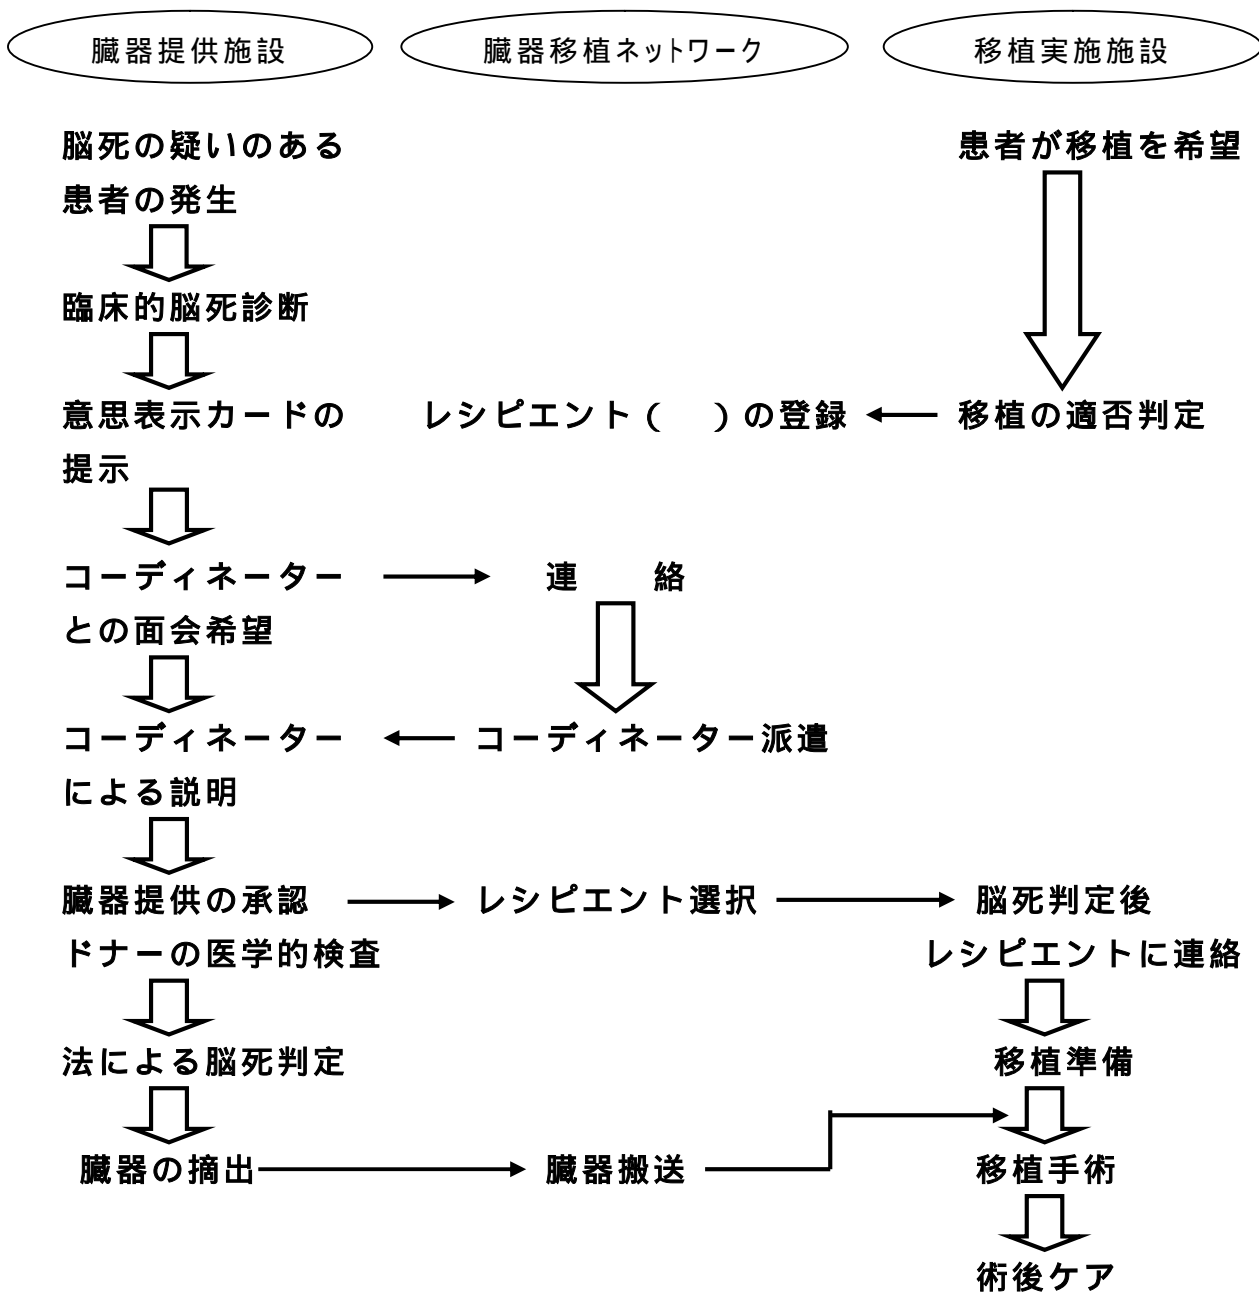 臓器提供施設 臓器移植ネットワーク 移植実施施設
脳死の疑いのある 患者が移植を希望
患者の発生
臨床的脳死診断
意思表示カードの レシピエント（　）の登録 移植の適否判定
提示
コーディネーター 連　絡
との面会希望
コーディネーター コーディネーター派遣
による説明
臓器提供の承認 レシピエント選択 脳死判定後
ドナーの医学的検査 レシピエントに連絡
法による脳死判定 移植準備
臓器の摘出 臓器搬送 移植手術
術後ケア